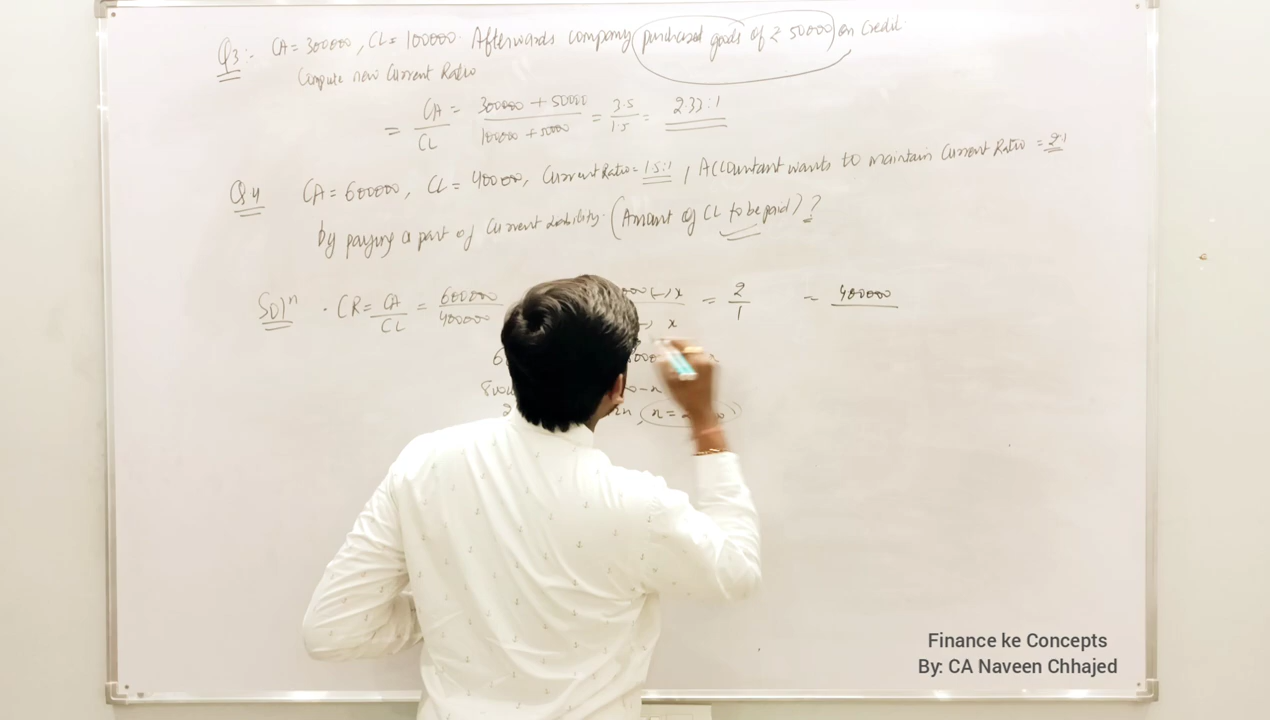 Q3:- CA = 300000, CL = 100000. Afterwards company purchased goods of ₹ 50000 on credit.
Compute new Current Ratio
= CA/CL = 300000 + 50000 / 100000 + 50000 = 3.5/1.5 = 2.33:1
Q4 CA = 600000, CL = 400000, Current Ratio = 1.5:1, Accountant wants to maintain Current Ratio = 2:1
by paying a part of Current Liability. (Amount of CL to be paid) ?
Solⁿ . CR = CA/CL = 600000/400000 (-) x / (-) x = 2/1 = 400000
x =
Finance ke Concepts
By: CA Naveen Chhajed